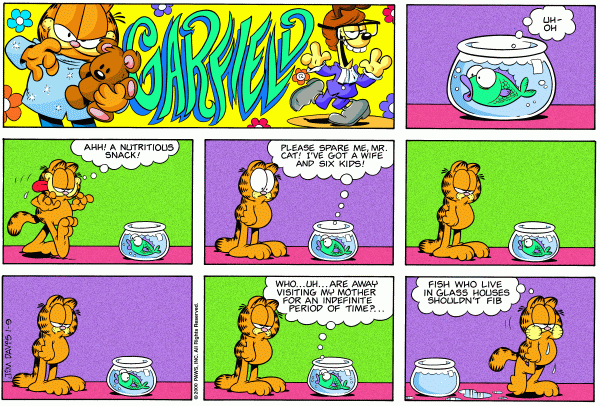 GARFIELD
UH-
OH
AHH! A NUTRITIOUS
SNACK!
PLEASE SPARE ME, MR.
CAT! I'VE GOT A WIFE
AND SIX KIDS!
JIM DAVIS 1-9
© 2000 PAWS, INC. All Rights Reserved.
WHO...UH...ARE AWAY
VISITING MY MOTHER
FOR AN INDEFINITE
PERIOD OF TIME?...
FISH WHO LIVE
IN GLASS HOUSES
SHOULDN'T FIB